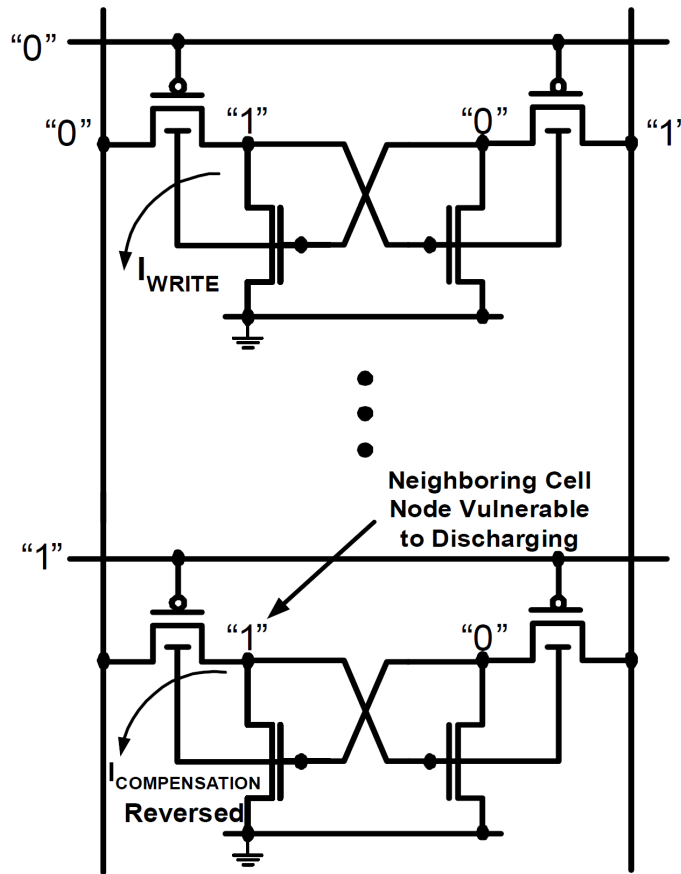 “0”
“0”
“1”
“0”
“1”
IWRITE
Neighboring Cell
Node Vulnerable
to Discharging
“1”
“1”
“0”
ICOMPENSATION
Reversed